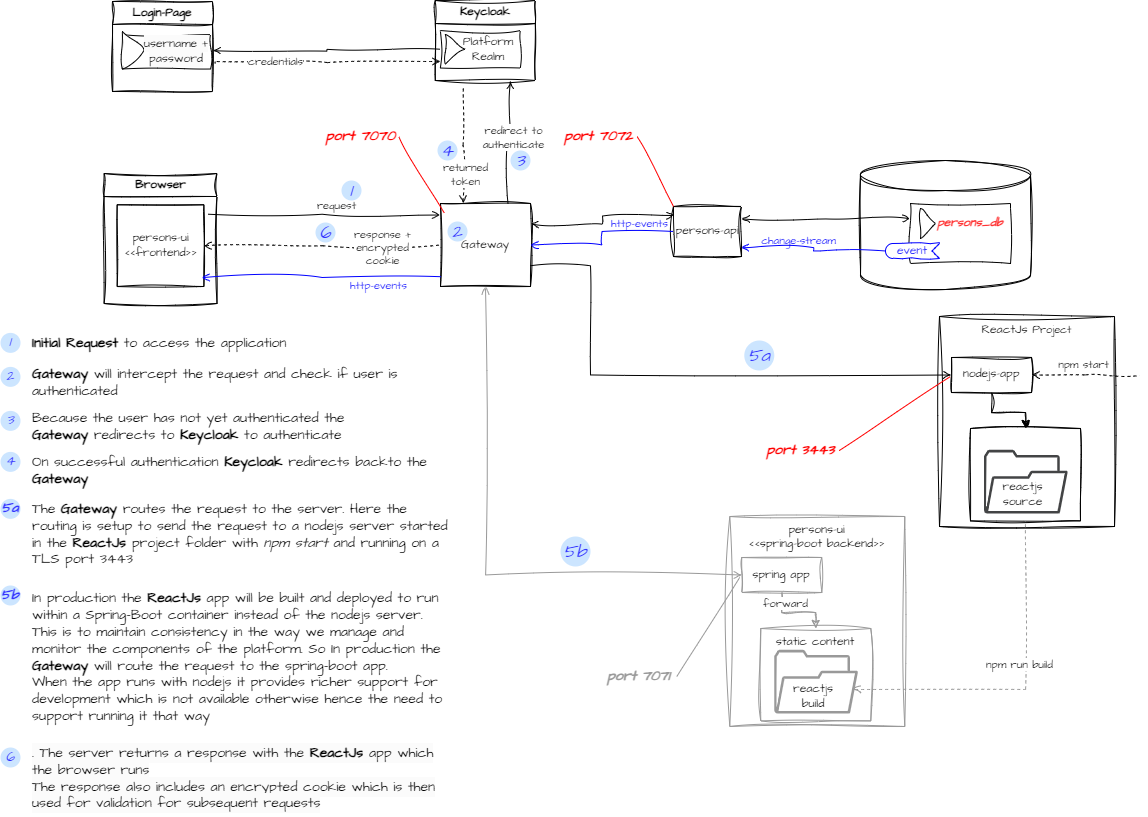 Login-Page
username +
password
credentials
Keycloak
Platform
Realm
port 7070
4
returned
token
redirect to
authenticate
3
port 7072
Browser
persons-ui
<<frontend>>
1
request
6
response +
encrypted
cookie
http-events
2
Gateway
http-events
persons-api
change-stream
persons_db
event
5a
ReactJs Project
nodejs-app
npm start
port 3443
reactjs
source
5b
persons-ui
<<spring-boot backend>>
spring app
forward
static content
reactjs
build
port 7071
npm run build
1 Initial Request to access the application
2 Gateway will intercept the request and check if user is
authenticated
3 Because the user has not yet authenticated the
Gateway redirects to Keycloak to authenticate
4 On successful authentication Keycloak redirects backto the
Gateway
5a The Gateway routes the request to the server. Here the
routing is setup to send the request to a nodejs server started
in the ReactJs project folder with npm start and running on a
TLS port 3443
5b In production the ReactJs app will be built and deployed to run
within a Spring-Boot container instead of the nodejs server.
This is to maintain consistency in the way we manage and
monitor the components of the platform. So In production the
Gateway will route the request to the spring-boot app.
When the app runs with nodejs it provides richer support for
development which is not available otherwise hence the need to
support running it that way
6 . The server returns a response with the ReactJs app which
the browser runs
The response also includes an encrypted cookie which is then
used for validation for subsequent requests